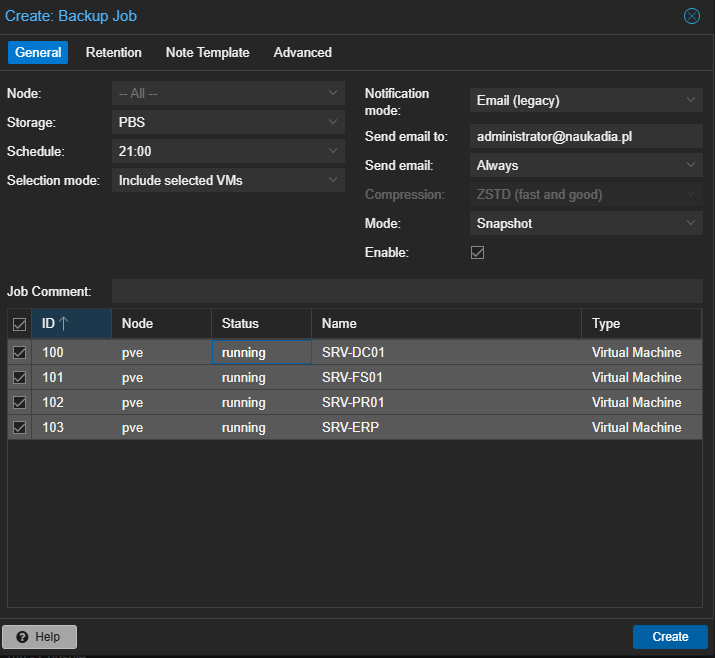 Create: Backup Job
General Retention Note Template Advanced
Node: -- All --
Storage: PBS
Schedule: 21:00
Selection mode: Include selected VMs
Notification mode: Email (legacy)
Send email to: administrator@naukadia.pl
Send email: Always
Compression: ZSTD (fast and good)
Mode: Snapshot
Enable:
Job Comment:
ID Node Status Name Type
100 pve running SRV-DC01 Virtual Machine
101 pve running SRV-FS01 Virtual Machine
102 pve running SRV-PR01 Virtual Machine
103 pve running SRV-ERP Virtual Machine
Help Create